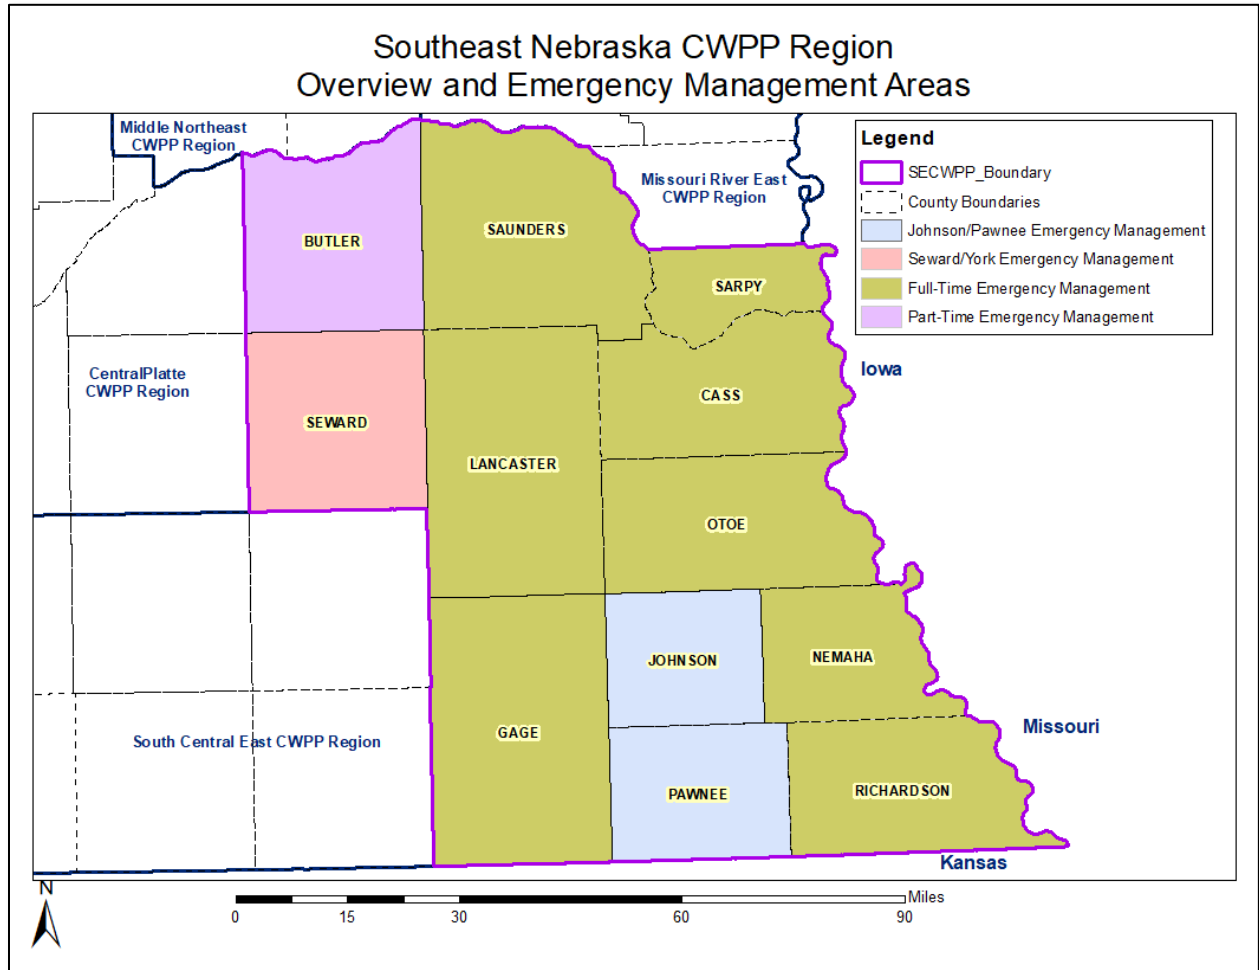 Southeast Nebraska CWPP Region
Overview and Emergency Management Areas
Middle Northeast
CWPP Region
Missouri River East
CWPP Region
Legend
SECWPP_Boundary
County Boundaries
Johnson/Pawnee Emergency Management
Seward/York Emergency Management
Full-Time Emergency Management
Part-Time Emergency Management
BUTLER
SAUNDERS
SARPY
CentralPlatte
CWPP Region
Iowa
SEWARD
CASS
LANCASTER
OTOE
JOHNSON
NEMAHA
South Central East CWPP Region
GAGE
Missouri
PAWNEE
RICHARDSON
Kansas
N
Miles
0 15 30 60 90